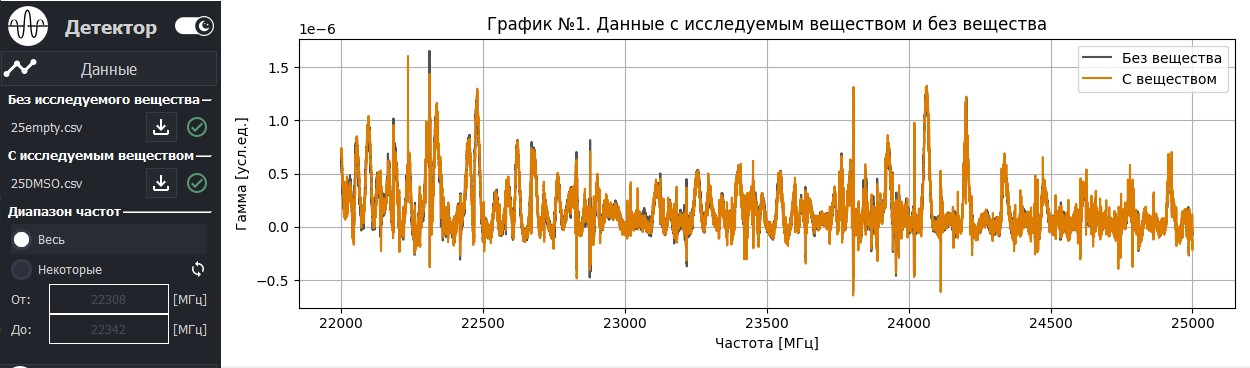 Детектор
Данные
Без исследуемого вещества
25empty.csv
С исследуемым веществом
25DMSO.csv
Диапазон частот
Весь
Некоторые
От: 22308 [МГц]
До: 22342 [МГц]
График №1. Данные с исследуемым веществом и без вещества
1e−6
Без вещества
С веществом
1.5
1.0
0.5
0.0
−0.5
Гамма [усл.ед.]
22000 22500 23000 23500 24000 24500 25000
Частота [МГц]